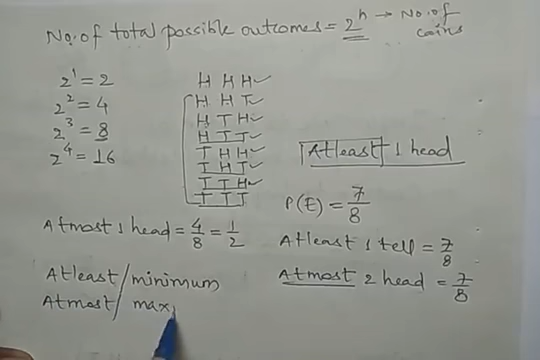 No. of total possible outcomes = 2^n → No. of coins
2^1 = 2
2^2 = 4
2^3 = 8
2^4 = 16
H H H ✓
H H T ✓
H T H ✓
H T T ✓
T H H ✓
T H T ✓
T T H ✓
T T T
Atleast 1 head
P(E) = 7/8
Atmost 1 head = 4/8 = 1/2
Atleast 1 tell = 7/8
Atmost 2 head = 7/8
Atleast / minimum
Atmost / max